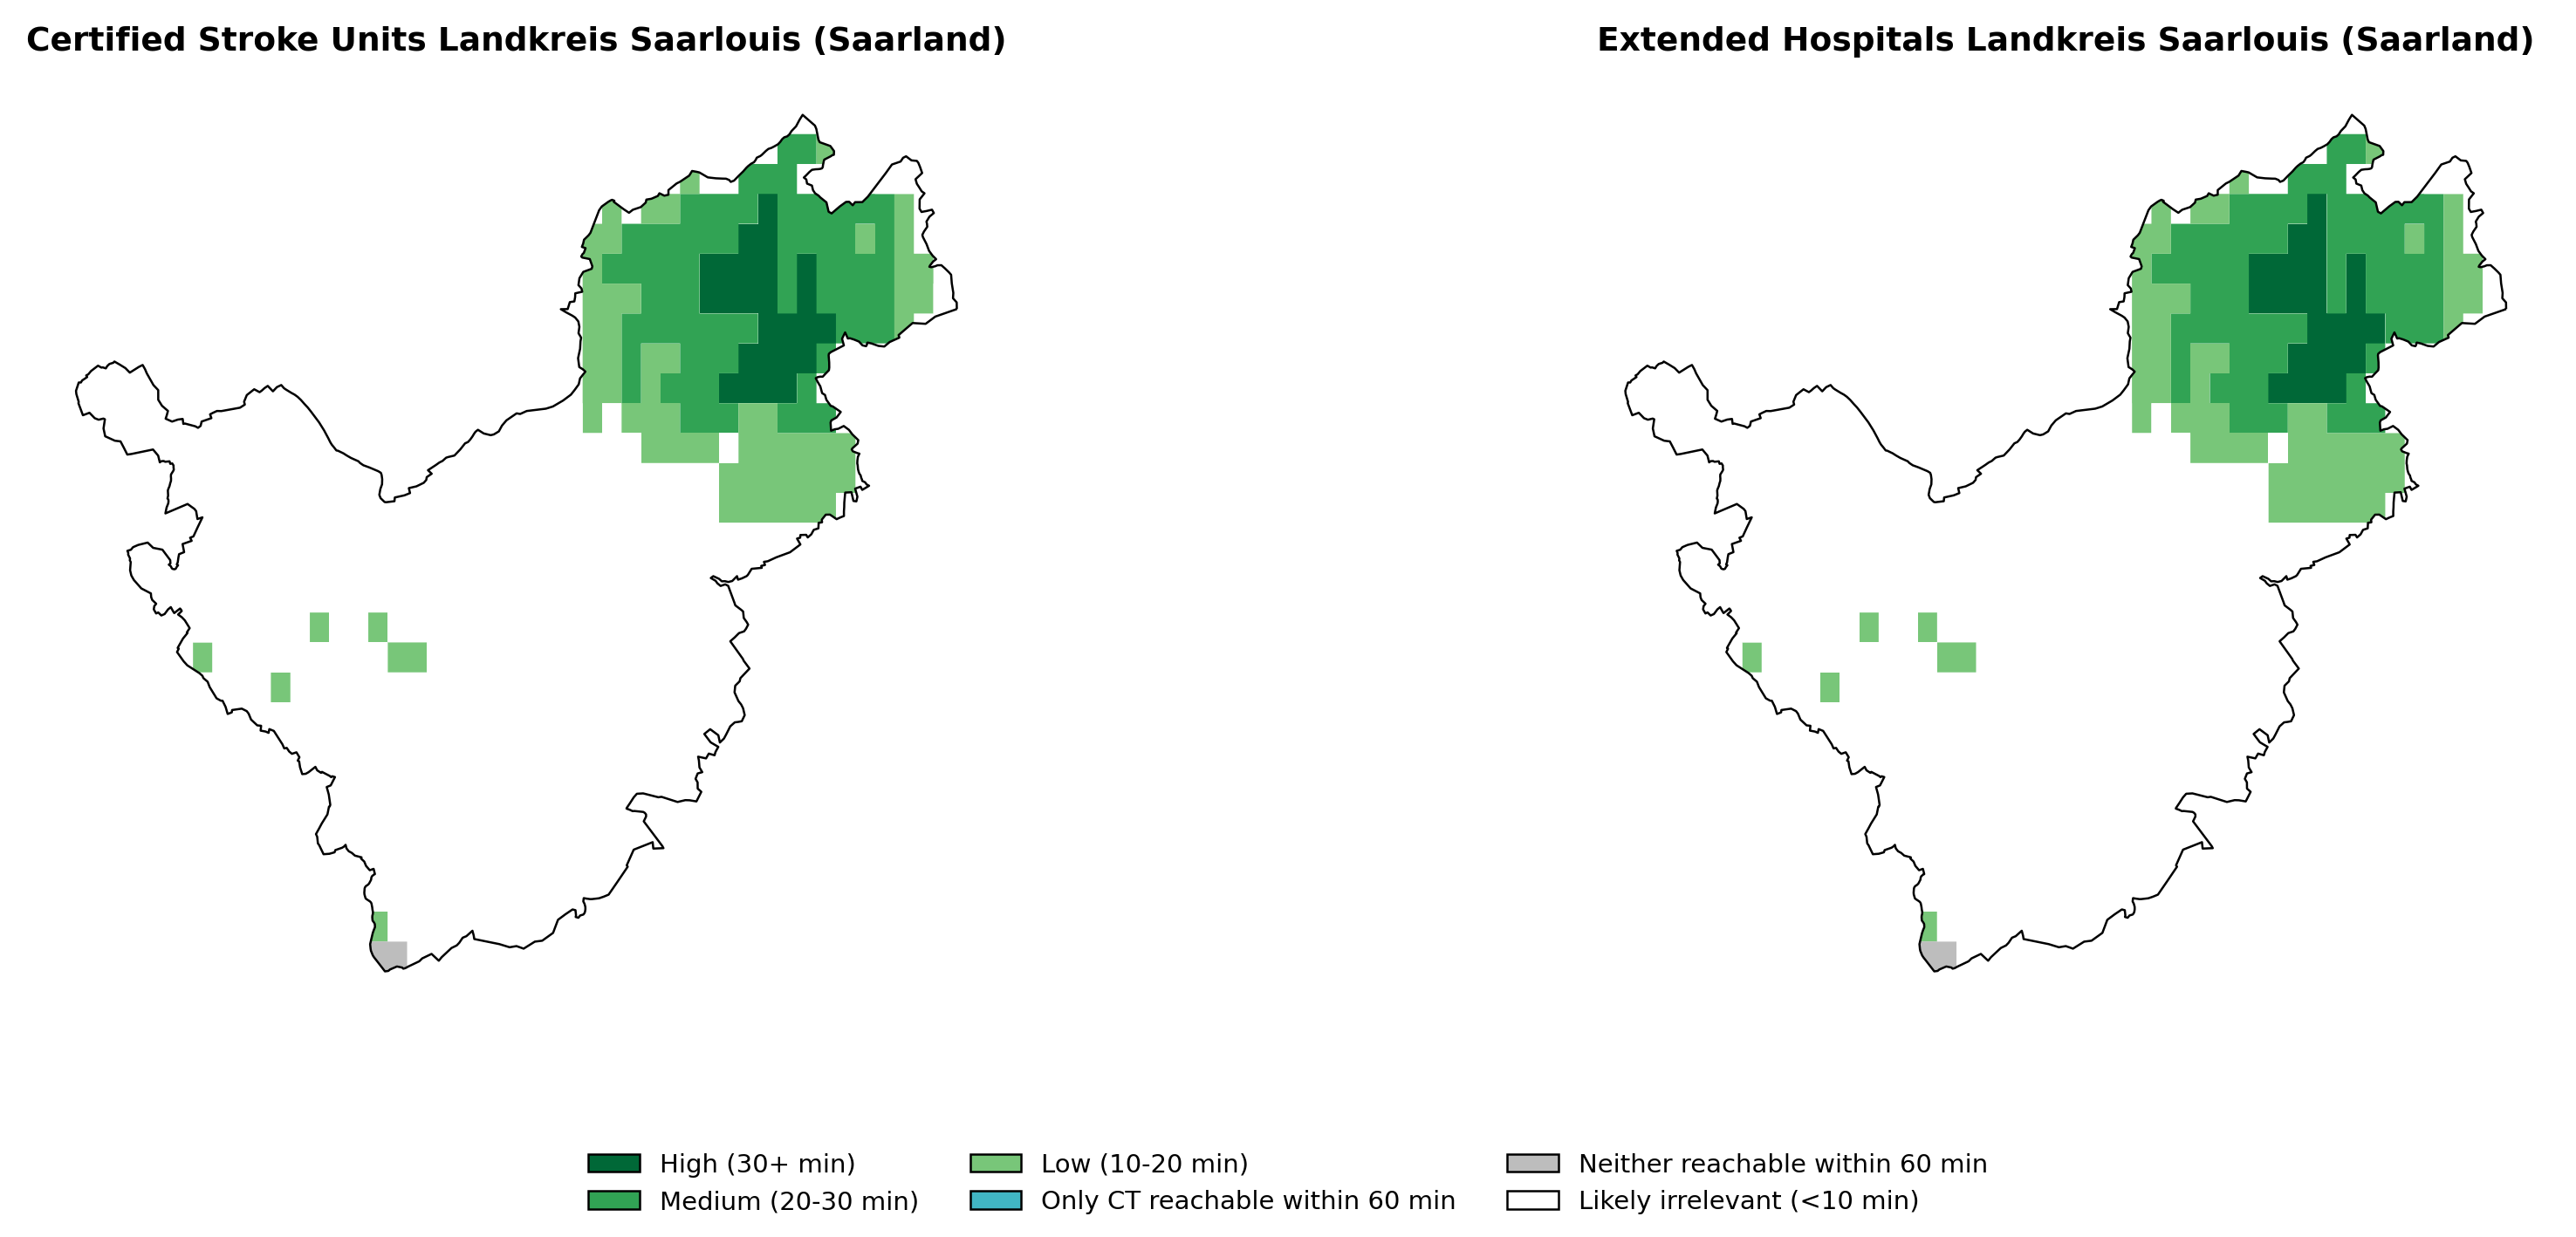 Certified Stroke Units Landkreis Saarlouis (Saarland)
Extended Hospitals Landkreis Saarlouis (Saarland)
High (30+ min)
Medium (20-30 min)
Low (10-20 min)
Only CT reachable within 60 min
Neither reachable within 60 min
Likely irrelevant (<10 min)